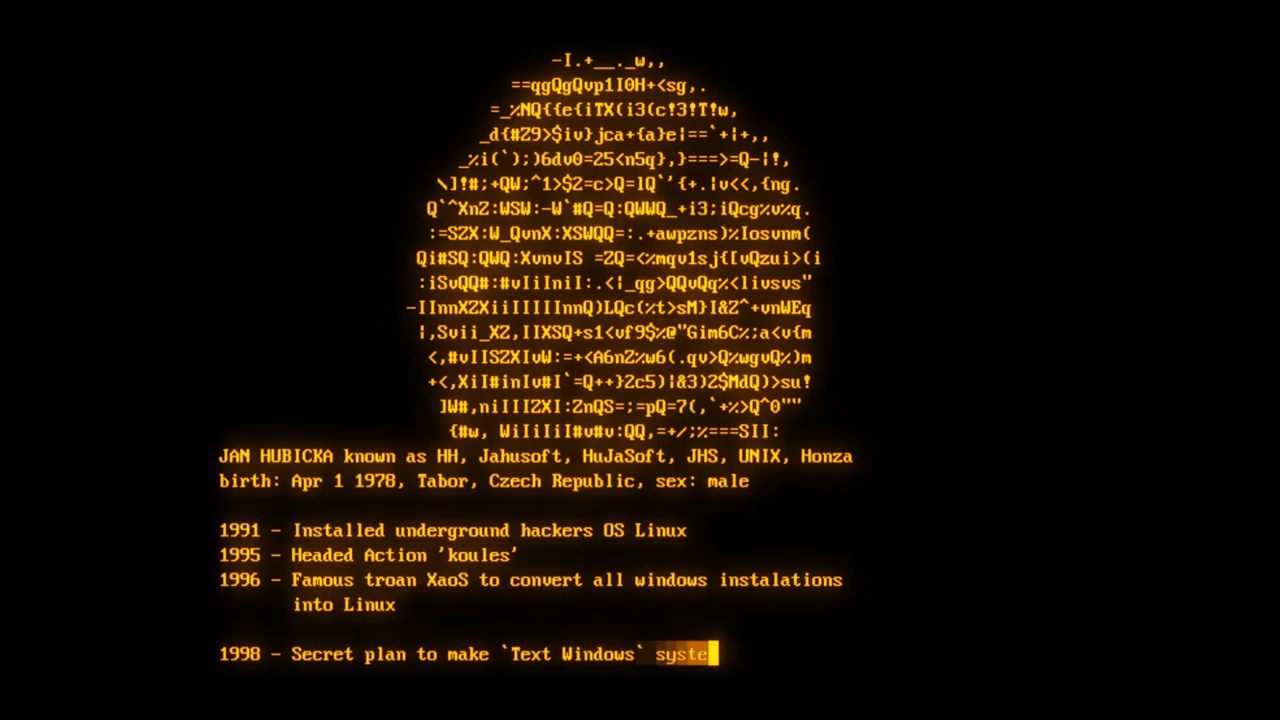 JAN HUBICKA known as HH, Jahusoft, HuJaSoft, JHS, UNIX, Honza
birth: Apr 1 1978, Tabor, Czech Republic, sex: male
1991 - Installed underground hackers OS Linux
1995 - Headed Action 'koules'
1996 - Famous troan XaoS to convert all windows instalations
into Linux
1998 - Secret plan to make `Text Windows` syste